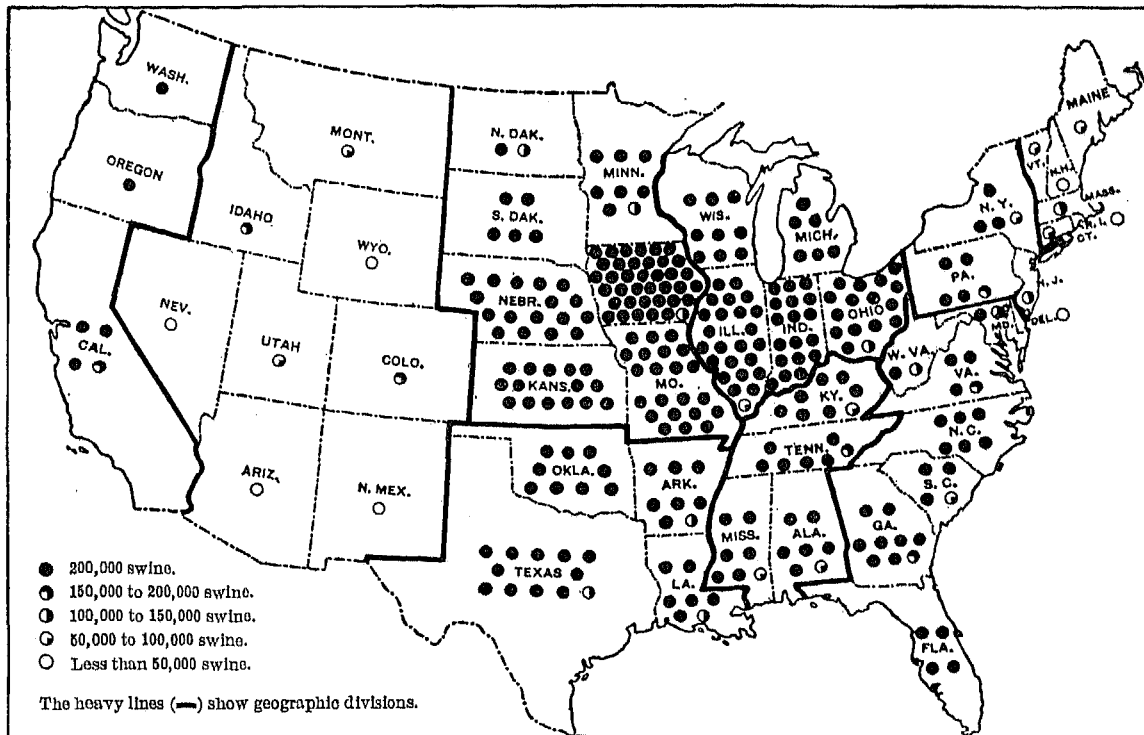 WASH.
MONT.
N. DAK.
MINN.
MAINE
VT.
N.H.
OREGON
IDAHO
S. DAK.
WIS.
MICH.
N.Y.
MASS.
R. I.
CT.
WYO.
NEBR.
PA.
N. J.
NEV.
UTAH
COLO.
ILL.
IND.
OHIO
MD.
DEL.
CAL.
KANS.
MO.
W. VA.
VA.
KY.
N.C.
TENN.
ARIZ.
N. MEX.
OKLA.
ARK.
S. C.
MISS.
ALA.
GA.
TEXAS
LA.
FLA.
200,000 swine.
150,000 to 200,000 swine.
100,000 to 150,000 swine.
50,000 to 100,000 swine.
Less than 50,000 swine.
The heavy lines (▬) show geographic divisions.